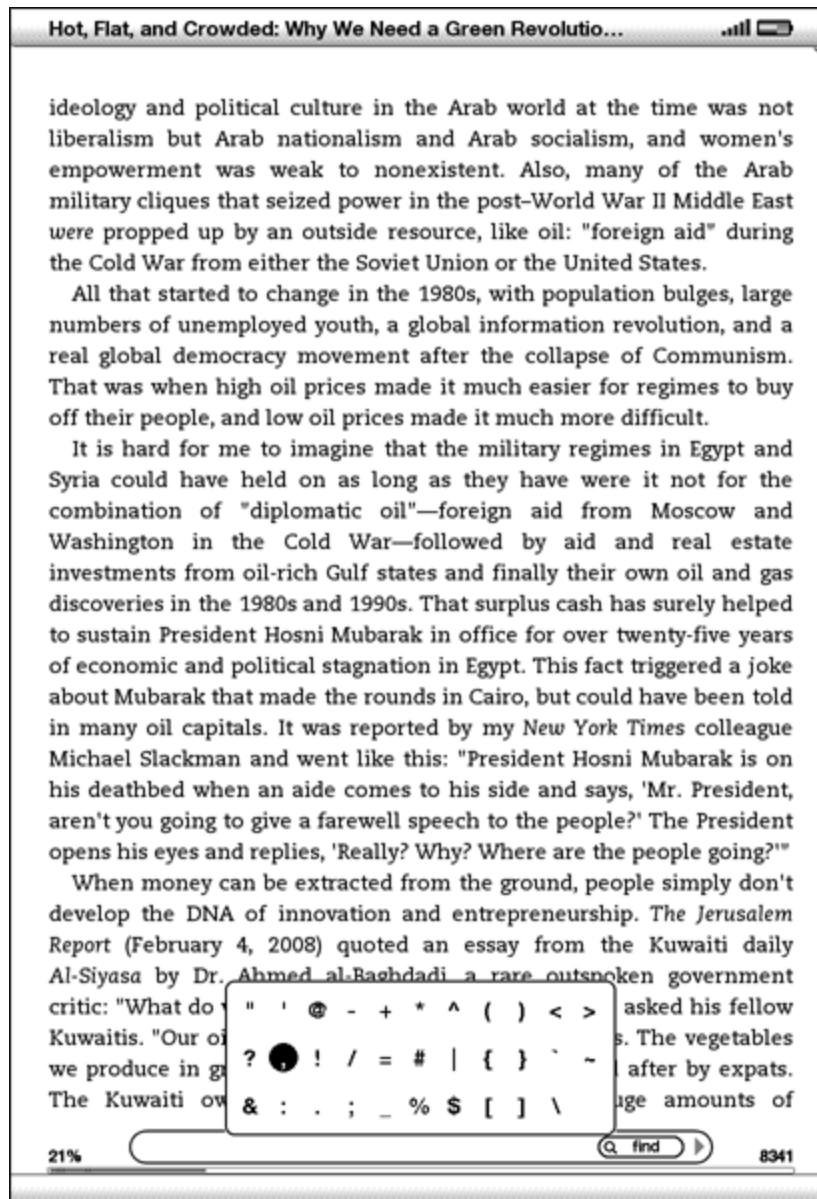 Hot, Flat, and Crowded: Why We Need a Green Revolutio...
ideology and political culture in the Arab world at the time was not
liberalism but Arab nationalism and Arab socialism, and women's
empowerment was weak to nonexistent. Also, many of the Arab
military cliques that seized power in the post–World War II Middle East
were propped up by an outside resource, like oil: "foreign aid" during
the Cold War from either the Soviet Union or the United States.
All that started to change in the 1980s, with population bulges, large
numbers of unemployed youth, a global information revolution, and a
real global democracy movement after the collapse of Communism.
That was when high oil prices made it much easier for regimes to buy
off their people, and low oil prices made it much more difficult.
It is hard for me to imagine that the military regimes in Egypt and
Syria could have held on as long as they have were it not for the
combination of "diplomatic oil"—foreign aid from Moscow and
Washington in the Cold War—followed by aid and real estate
investments from oil-rich Gulf states and finally their own oil and gas
discoveries in the 1980s and 1990s. That surplus cash has surely helped
to sustain President Hosni Mubarak in office for over twenty-five years
of economic and political stagnation in Egypt. This fact triggered a joke
about Mubarak that made the rounds in Cairo, but could have been told
in many oil capitals. It was reported by my New York Times colleague
Michael Slackman and went like this: "President Hosni Mubarak is on
his deathbed when an aide comes to his side and says, 'Mr. President,
aren't you going to give a farewell speech to the people?' The President
opens his eyes and replies, 'Really? Why? Where are the people going?'"
When money can be extracted from the ground, people simply don't
develop the DNA of innovation and entrepreneurship. The Jerusalem
Report (February 4, 2008) quoted an essay from the Kuwaiti daily
Al-Siyasa by Dr. Ahmed al-Baghdadi, a rare outspoken government
critic: "What do asked his fellow
Kuwaitis. "Our s. The vegetables
we produce in after by expats.
The Kuwaiti amounts of
" ' @ - + * ^ ( ) < >
? , ! / = # | { } ` ~
& : . ; _ % $ [ ] \
21% find 8341